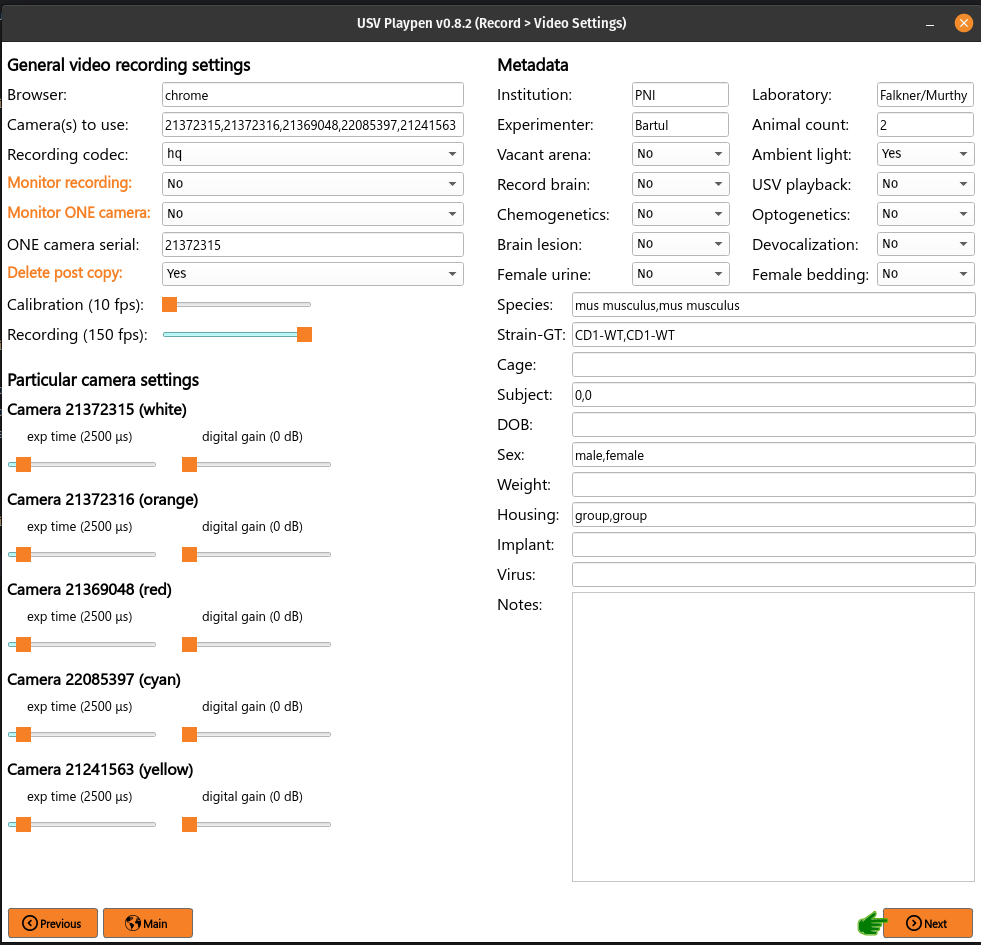 USV Playpen v0.8.2 (Record > Video Settings)
General video recording settings
Browser: chrome
Camera(s) to use: 21372315,21372316,21369048,22085397,21241563
Recording codec: hq
Monitor recording: No
Monitor ONE camera: No
ONE camera serial: 21372315
Delete post copy: Yes
Calibration (10 fps):
Recording (150 fps):
Particular camera settings
Camera 21372315 (white)
exp time (2500 µs) digital gain (0 dB)
Camera 21372316 (orange)
exp time (2500 µs) digital gain (0 dB)
Camera 21369048 (red)
exp time (2500 µs) digital gain (0 dB)
Camera 22085397 (cyan)
exp time (2500 µs) digital gain (0 dB)
Camera 21241563 (yellow)
exp time (2500 µs) digital gain (0 dB)
Metadata
Institution: PNI Laboratory: Falkner/Murthy
Experimenter: Bartul Animal count: 2
Vacant arena: No Ambient light: Yes
Record brain: No USV playback: No
Chemogenetics: No Optogenetics: No
Brain lesion: No Devocalization: No
Female urine: No Female bedding: No
Species: mus musculus,mus musculus
Strain-GT: CD1-WT,CD1-WT
Cage:
Subject: 0,0
DOB:
Sex: male,female
Weight:
Housing: group,group
Implant:
Virus:
Notes:
Previous Main Next